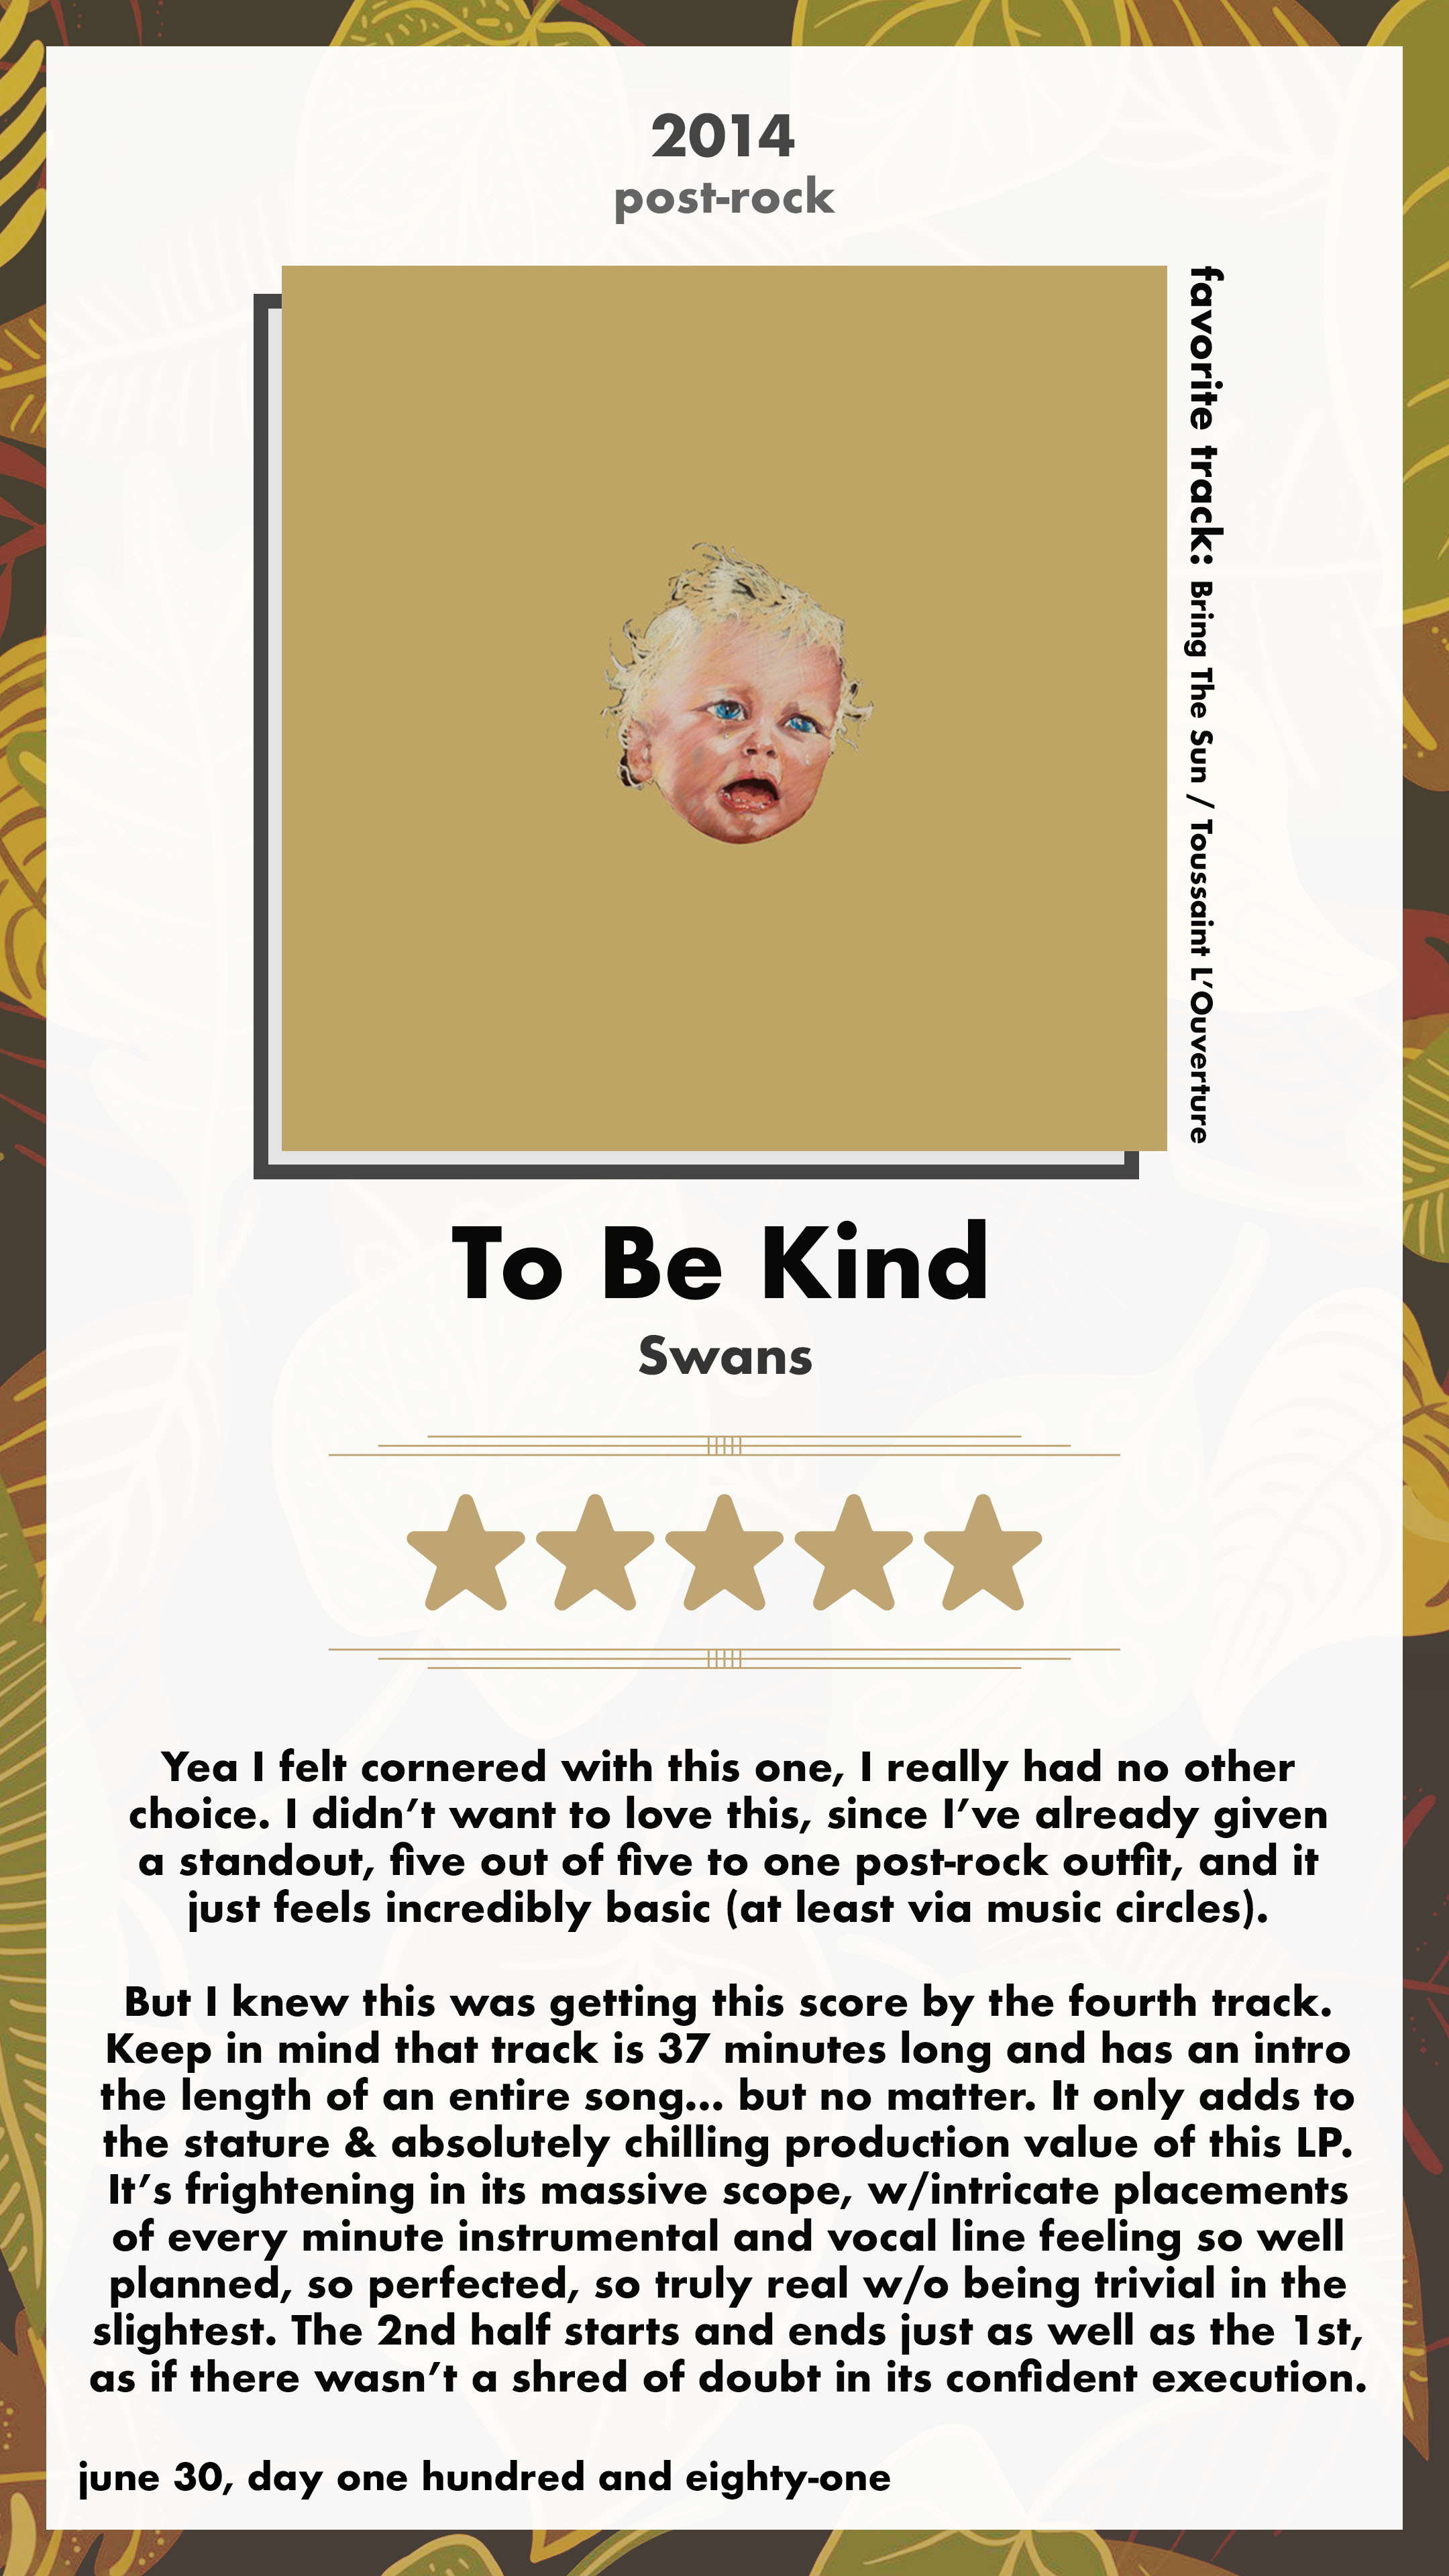 2014
post-rock
favorite track: Bring The Sun / Toussaint L’Ouverture
To Be Kind
Swans
Yea I felt cornered with this one, I really had no other
choice. I didn’t want to love this, since I’ve already given
a standout, five out of five to one post-rock outfit, and it
just feels incredibly basic (at least via music circles).
But I knew this was getting this score by the fourth track.
Keep in mind that track is 37 minutes long and has an intro
the length of an entire song... but no matter. It only adds to
the stature & absolutely chilling production value of this LP.
It’s frightening in its massive scope, w/intricate placements
of every minute instrumental and vocal line feeling so well
planned, so perfected, so truly real w/o being trivial in the
slightest. The 2nd half starts and ends just as well as the 1st,
as if there wasn’t a shred of doubt in its confident execution.
june 30, day one hundred and eighty-one